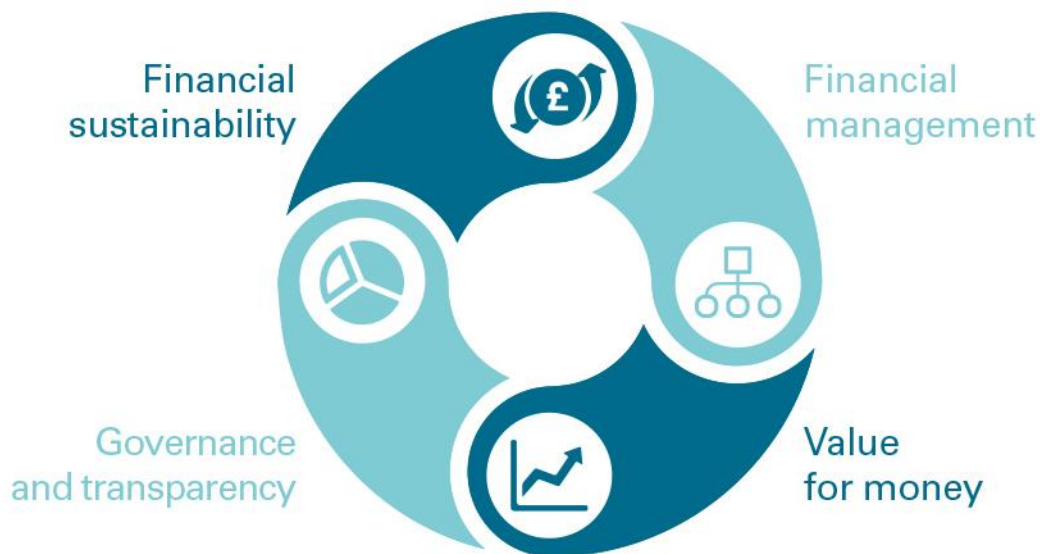 Financial
sustainability
£
Financial
management
Governance
and transparency
Value
for money